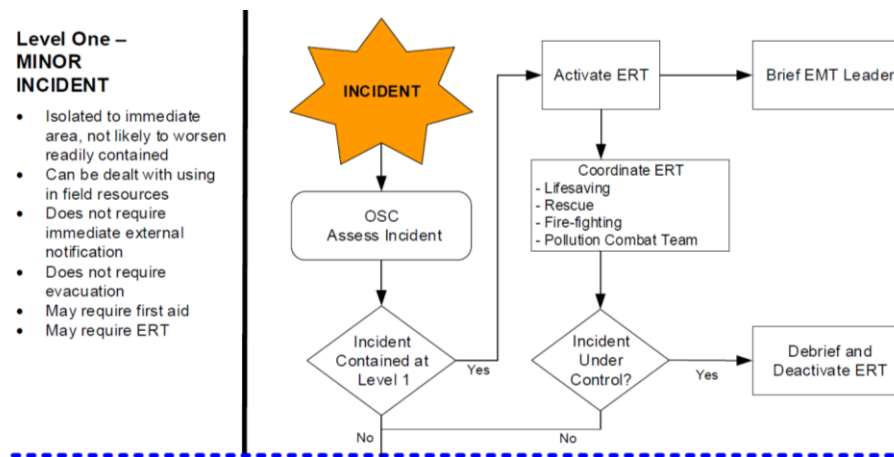 Level One –
MINOR
INCIDENT
• Isolated to immediate
area, not likely to worsen
readily contained
• Can be dealt with using
in field resources
• Does not require
immediate external
notification
• Does not require
evacuation
• May require first aid
• May require ERT
INCIDENT
OSC
Assess Incident
Incident
Contained at
Level 1
Yes
No
Activate ERT
Brief EMT Leader
Coordinate ERT
- Lifesaving
- Rescue
- Fire-fighting
- Pollution Combat Team
Incident
Under
Control?
Yes
No
Debrief and
Deactivate ERT